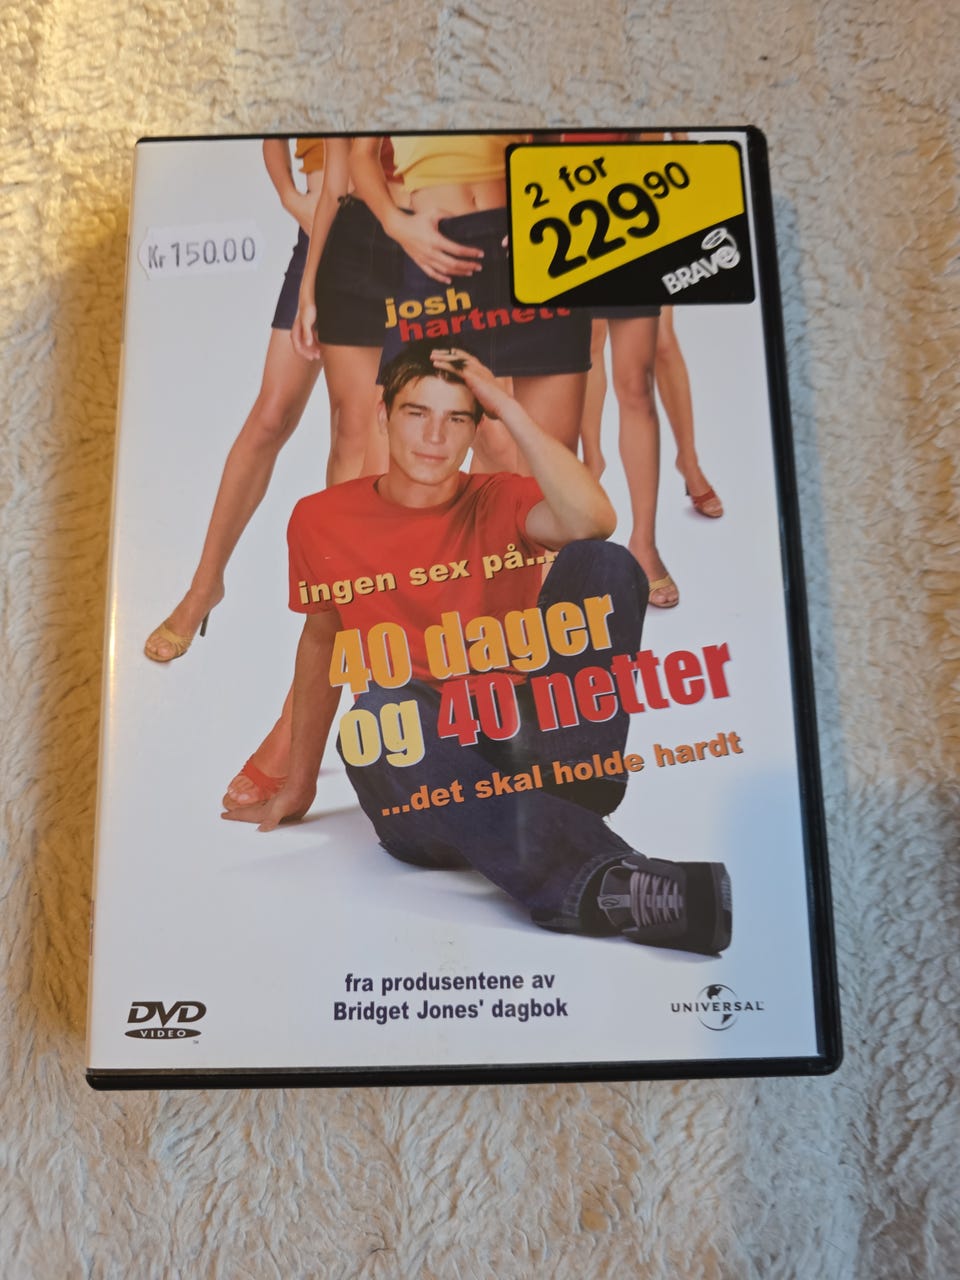 Kr 150.00
2 for
229 90
BRAVO
josh
hartnett
ingen sex på...
40 dager
og 40 netter
...det skal holde hardt
fra produsentene av
Bridget Jones' dagbok
DVD
VIDEO
UNIVERSAL